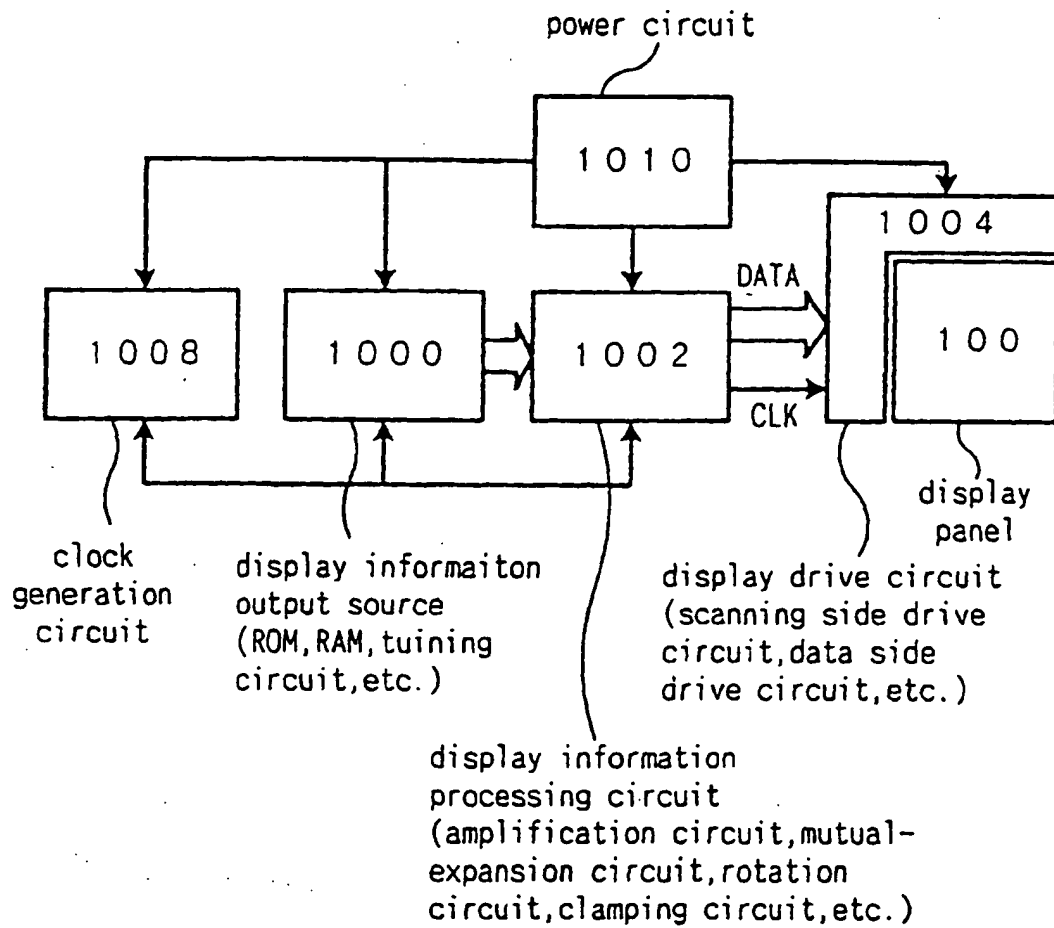 power circuit
1010
1004
DATA
1008
1000
1002
100
CLK
display
panel
clock
generation
circuit
display informaiton
output source
(ROM,RAM,tuining
circuit,etc.)
display drive circuit
(scanning side drive
circuit,data side
drive circuit,etc.)
display information
processing circuit
(amplification circuit,mutual-
expansion circuit,rotation
circuit,clamping circuit,etc.)